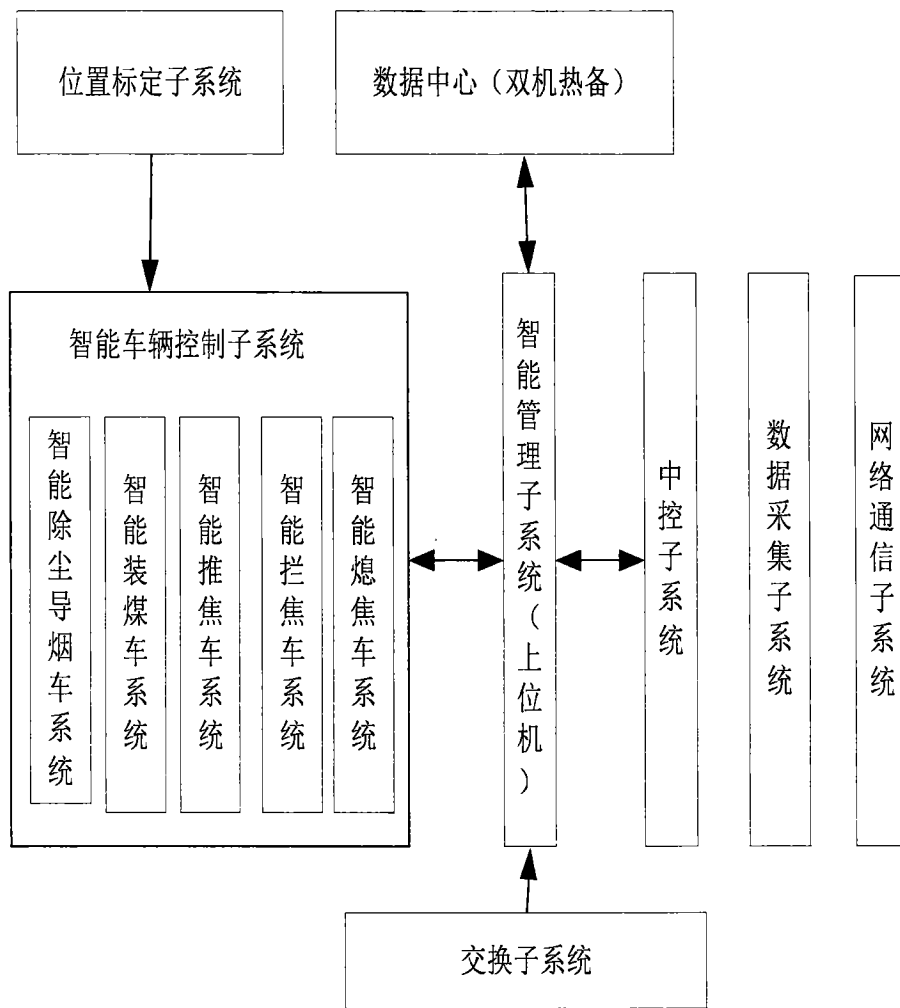 位置标定子系统
数据中心（双机热备）
智能车辆控制子系统
智能除尘导烟车系统
智能装煤车系统
智能推焦车系统
智能拦焦车系统
智能熄焦车系统
智能管理子系统（上位机）
中控子系统
数据采集子系统
网络通信子系统
交换子系统